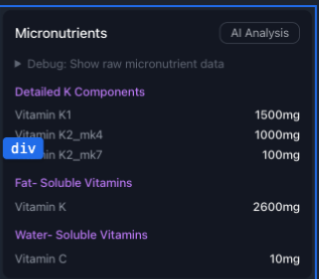 Micronutrients AI Analysis
▶ Debug: Show raw micronutrient data
Detailed K Components
Vitamin K1 1500mg
Vitamin K2_mk4 1000mg
div
K2_mk7 100mg
Fat- Soluble Vitamins
Vitamin K 2600mg
Water- Soluble Vitamins
Vitamin C 10mg